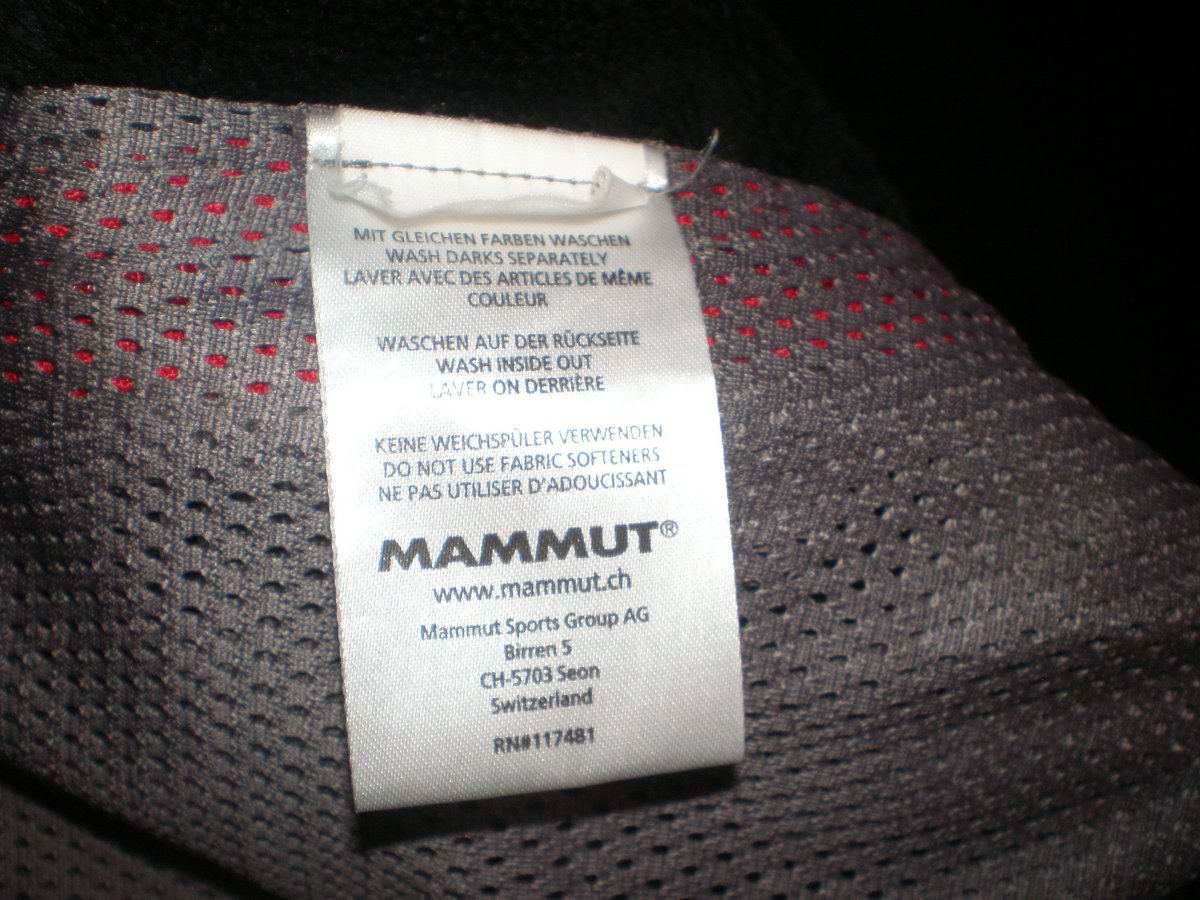 MIT GLEICHEN FARBEN WASCHEN
WASH DARKS SEPARATELY
LAVER AVEC DES ARTICLES DE MÊME
COULEUR
WASCHEN AUF DER RÜCKSEITE
WASH INSIDE OUT
LAVER ON DERRIÈRE
KEINE WEICHSPÜLER VERWENDEN
DO NOT USE FABRIC SOFTENERS
NE PAS UTILISER D'ADOUCISSANT
MAMMUT®
www.mammut.ch
Mammut Sports Group AG
Birren 5
CH-5703 Seon
Switzerland
RN#117481